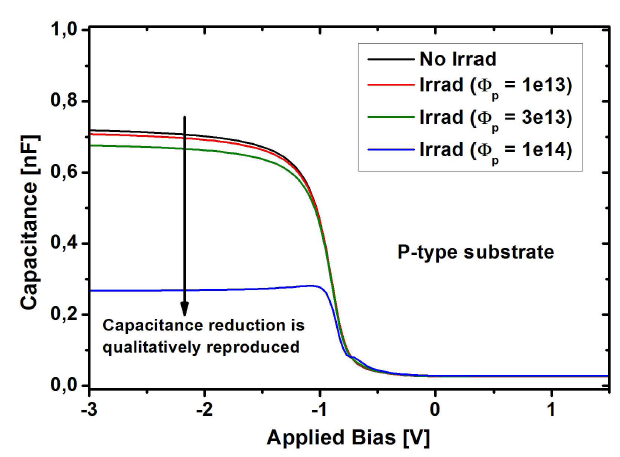 1,0
0,8
0,6
0,4
0,2
0,0
Capacitance [nF]
No Irrad
Irrad (Φp = 1e13)
Irrad (Φp = 3e13)
Irrad (Φp = 1e14)
P-type substrate
Capacitance reduction is
qualitatively reproduced
-3 -2 -1 0 1
Applied Bias [V]